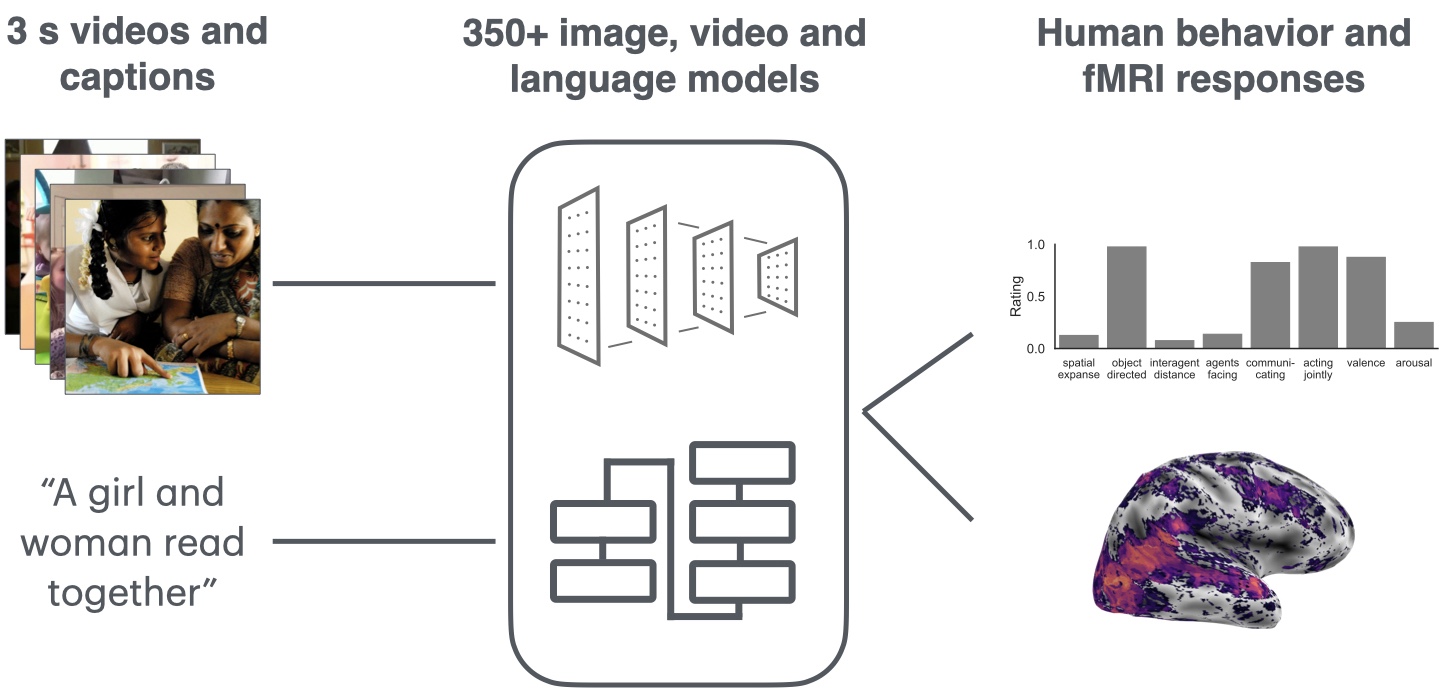 3 s videos and
captions
350+ image, video and
language models
Human behavior and
fMRI responses
“A girl and
woman read
together”
Rating
1.0
0.5
0.0
spatial
expanse
object
directed
interagent
distance
agents
facing
communi-
cating
acting
jointly
valence
arousal